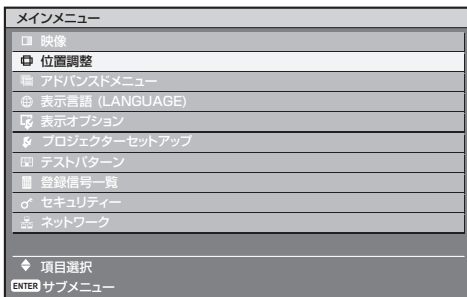 メインメニュー
映像
位置調整
アドバンスドメニュー
表示言語 (LANGUAGE)
表示オプション
プロジェクターセットアップ
テストパターン
登録信号一覧
セキュリティー
ネットワーク
項目選択
ENTER サブメニュー